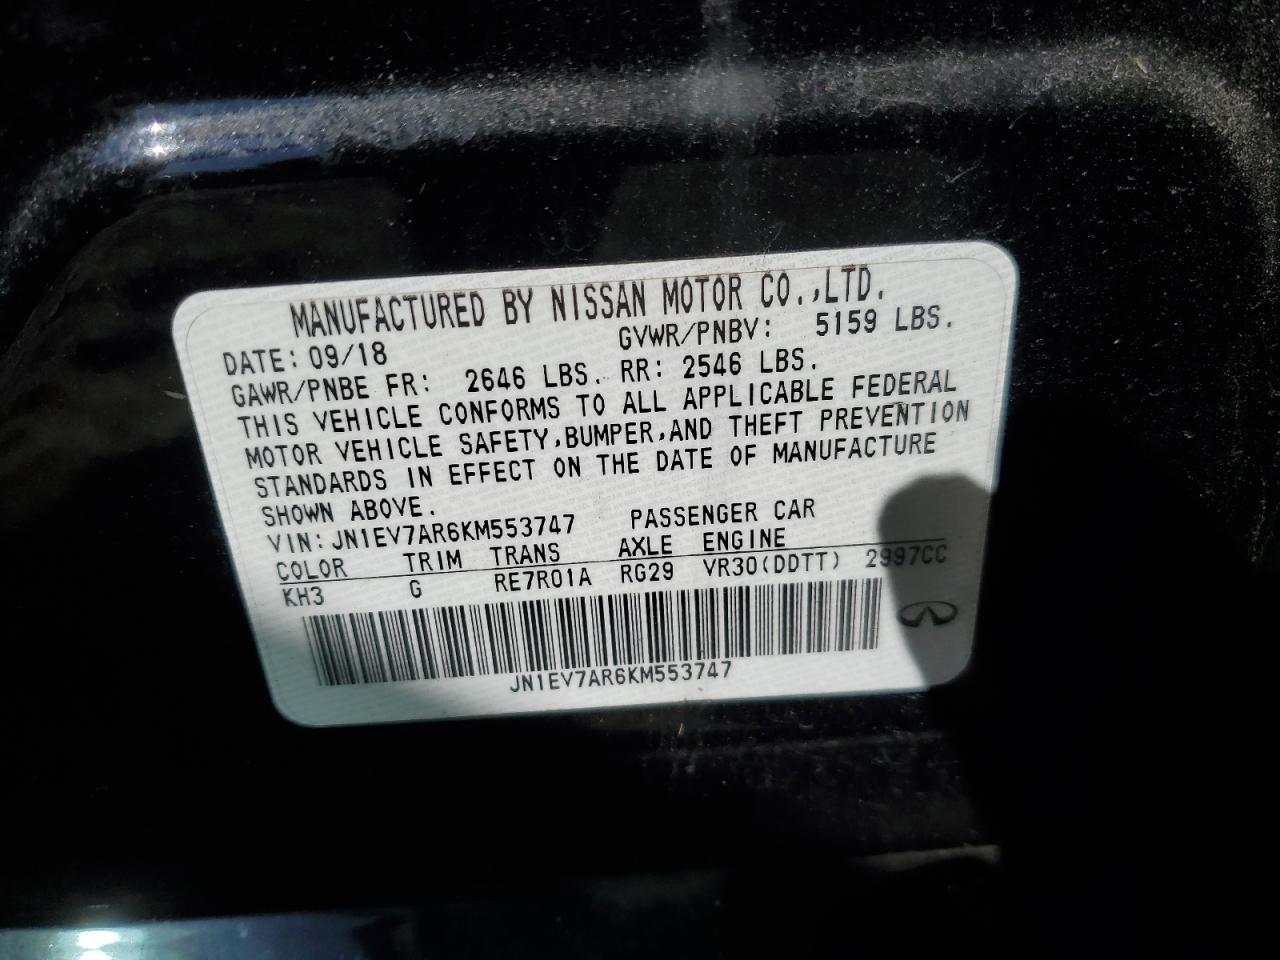 MANUFACTURED BY NISSAN MOTOR CO.,LTD.
DATE: 09/18 GVWR/PNBV: 5159 LBS.
GAWR/PNBE FR: 2646 LBS. RR: 2546 LBS.
THIS VEHICLE CONFORMS TO ALL APPLICABLE FEDERAL
MOTOR VEHICLE SAFETY,BUMPER,AND THEFT PREVENTION
STANDARDS IN EFFECT ON THE DATE OF MANUFACTURE
SHOWN ABOVE.
VIN: JN1EV7AR6KM553747 PASSENGER CAR
COLOR TRIM TRANS AXLE ENGINE
KH3 G RE7R01A RG29 VR30(DDTT) 2997CC
JN1EV7AR6KM553747